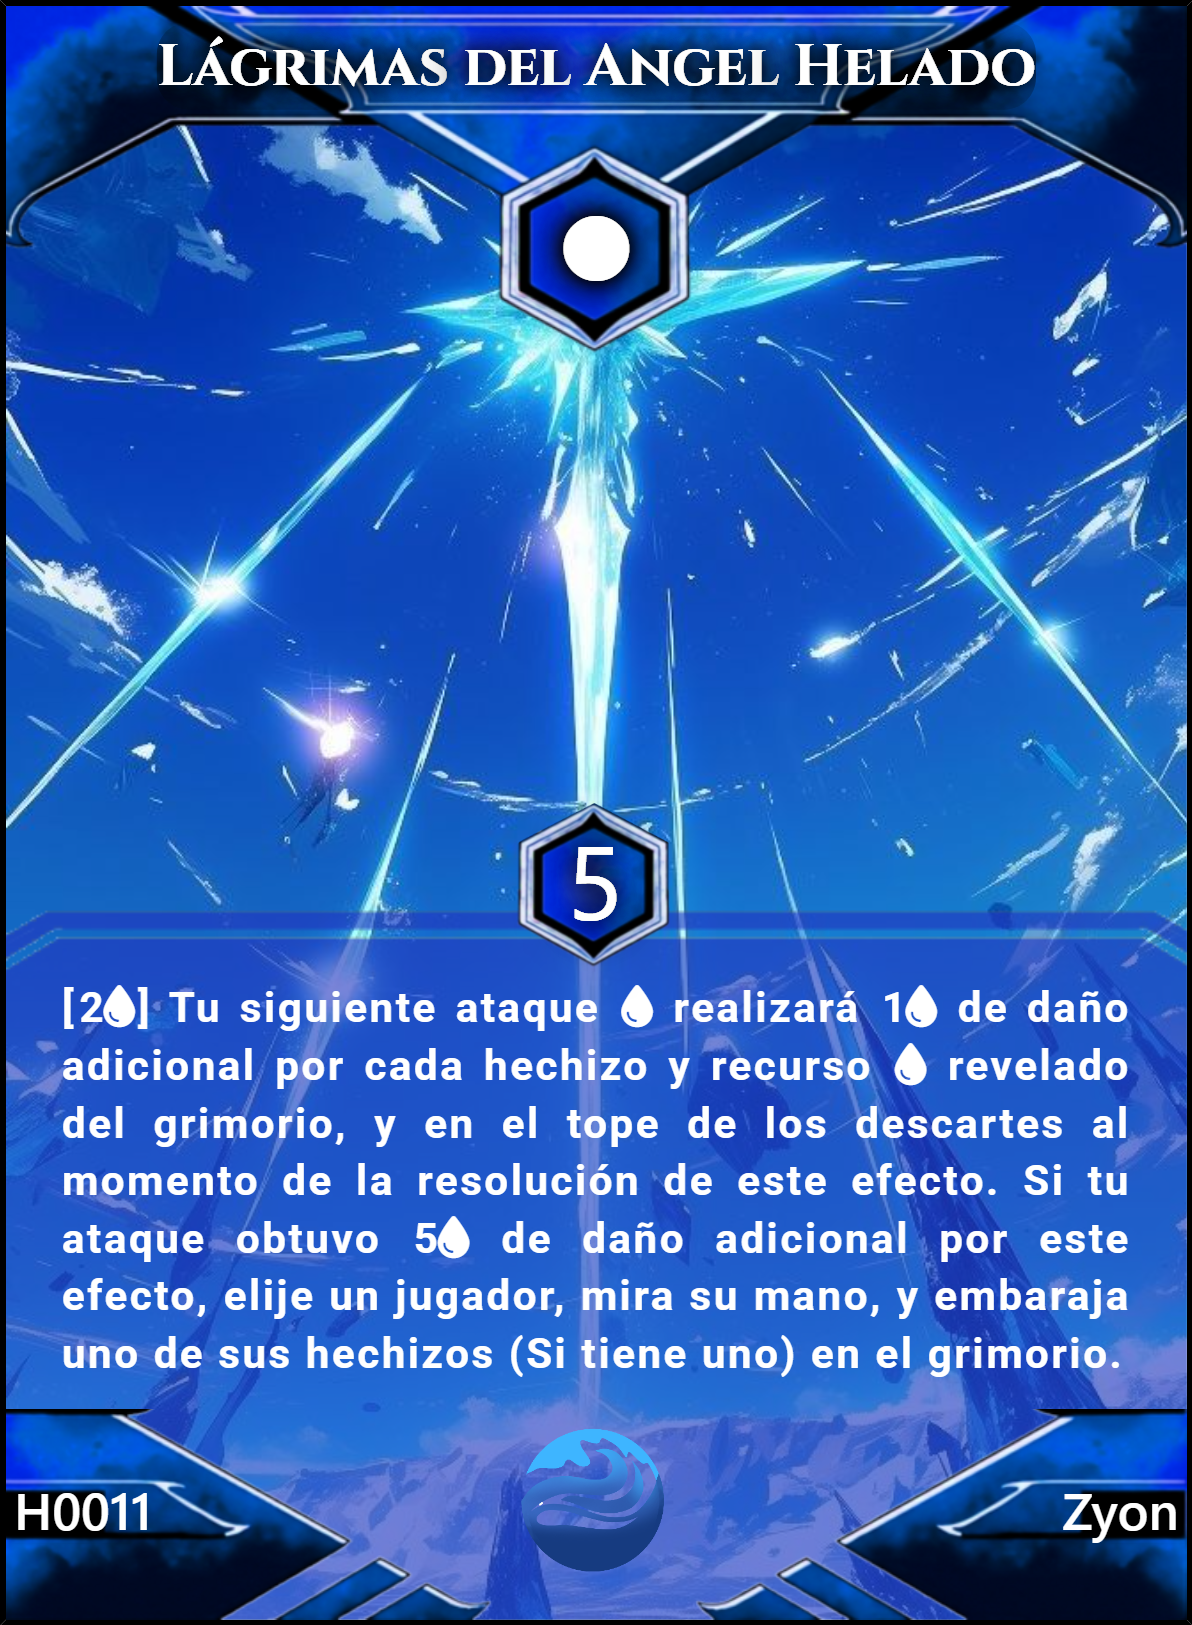 LÁGRIMAS DEL ANGEL HELADO
5
[2💧] Tu siguiente ataque 💧 realizará 1💧 de daño
adicional por cada hechizo y recurso 💧 revelado
del grimorio, y en el tope de los descartes al
momento de la resolución de este efecto. Si tu
ataque obtuvo 5💧 de daño adicional por este
efecto, elije un jugador, mira su mano, y embaraja
uno de sus hechizos (Si tiene uno) en el grimorio.
H0011
Zyon